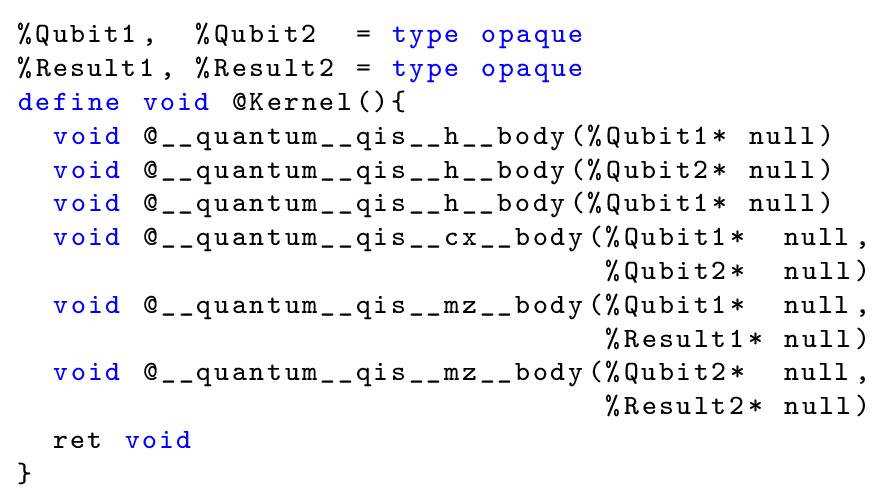 %Qubit1, %Qubit2 = type opaque
%Result1, %Result2 = type opaque
define void @Kernel(){
void @__quantum__qis__h__body(%Qubit1* null)
void @__quantum__qis__h__body(%Qubit2* null)
void @__quantum__qis__h__body(%Qubit1* null)
void @__quantum__qis__cx__body(%Qubit1* null,
%Qubit2* null)
void @__quantum__qis__mz__body(%Qubit1* null,
%Result1* null)
void @__quantum__qis__mz__body(%Qubit2* null,
%Result2* null)
ret void
}